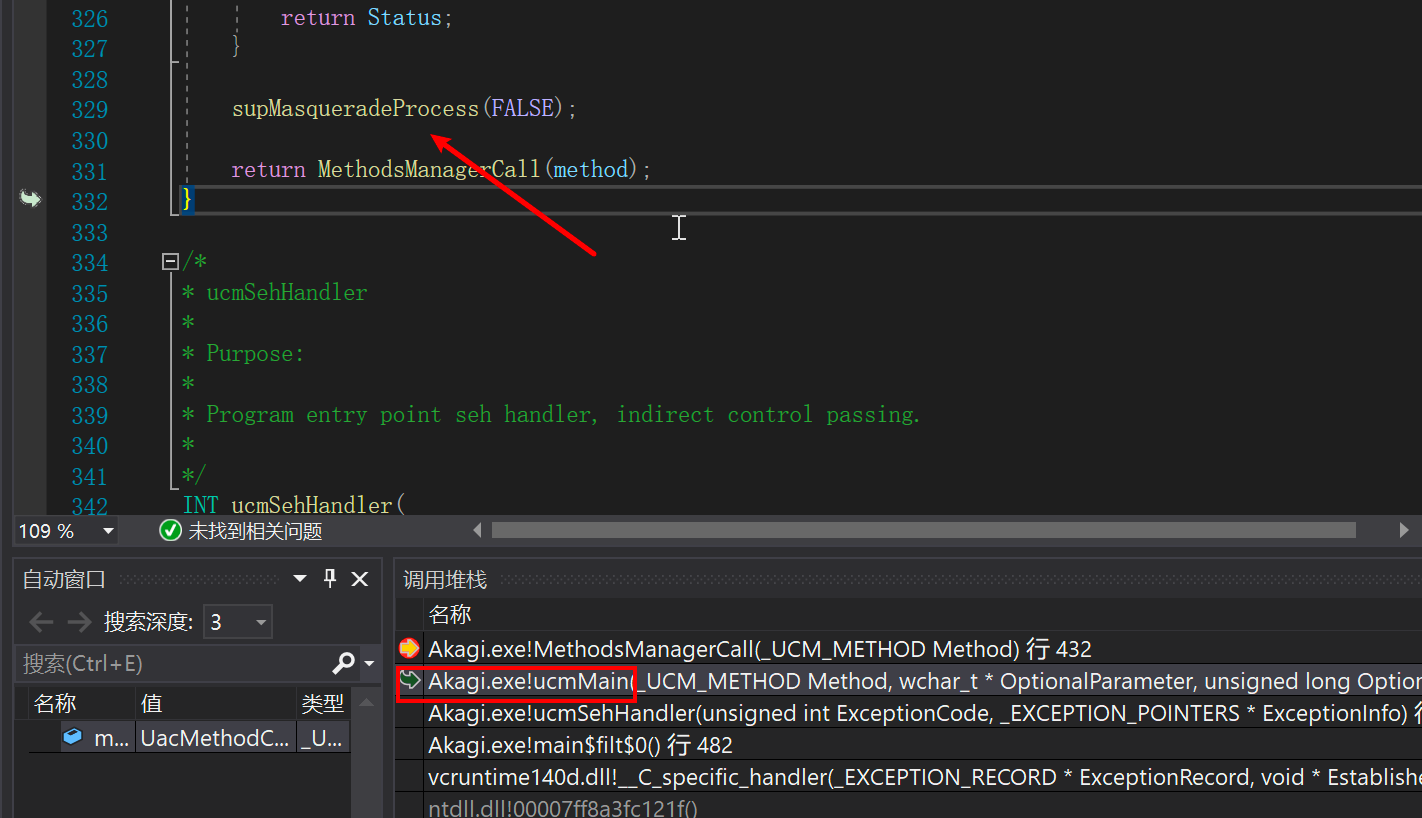 326 return Status;
327 }
328
329 supMasqueradeProcess(FALSE);
330
331 return MethodsManagerCall(method);
332 }
333
334 /*
335 * ucmSehHandler
336 *
337 * Purpose:
338 *
339 * Program entry point seh handler, indirect control passing.
340 *
341 */
342 INT ucmSehHandler(
109 % 未找到相关问题
自动窗口
搜索深度: 3
搜索(Ctrl+E)
名称 值 类型
m... UacMethodC... _U...
调用堆栈
名称
Akagi.exe!MethodsManagerCall(_UCM_METHOD Method) 行 432
Akagi.exe!ucmMain(_UCM_METHOD Method, wchar_t * OptionalParameter, unsigned long Option
Akagi.exe!ucmSehHandler(unsigned int ExceptionCode, _EXCEPTION_POINTERS * ExceptionInfo) 行
Akagi.exe!main$filt$0() 行 482
vcruntime140d.dll!__C_specific_handler(_EXCEPTION_RECORD * ExceptionRecord, void * Establishe
ntdll.dll!00007ff8a3fc121f()